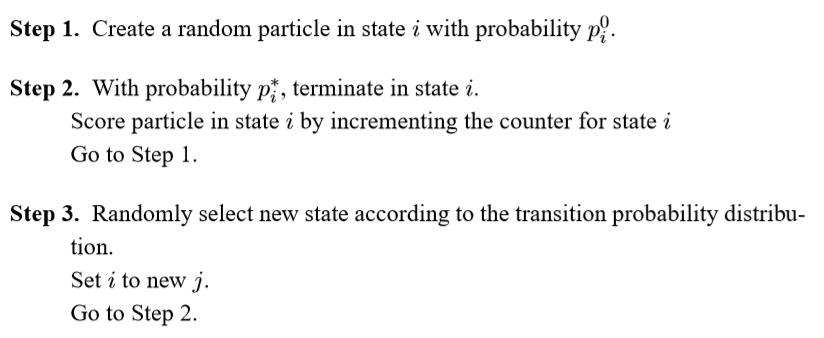 Step 1. Create a random particle in state i with probability p_i^0.
Step 2. With probability p_i^*, terminate in state i.
Score particle in state i by incrementing the counter for state i
Go to Step 1.
Step 3. Randomly select new state according to the transition probability distribu-
tion.
Set i to new j.
Go to Step 2.